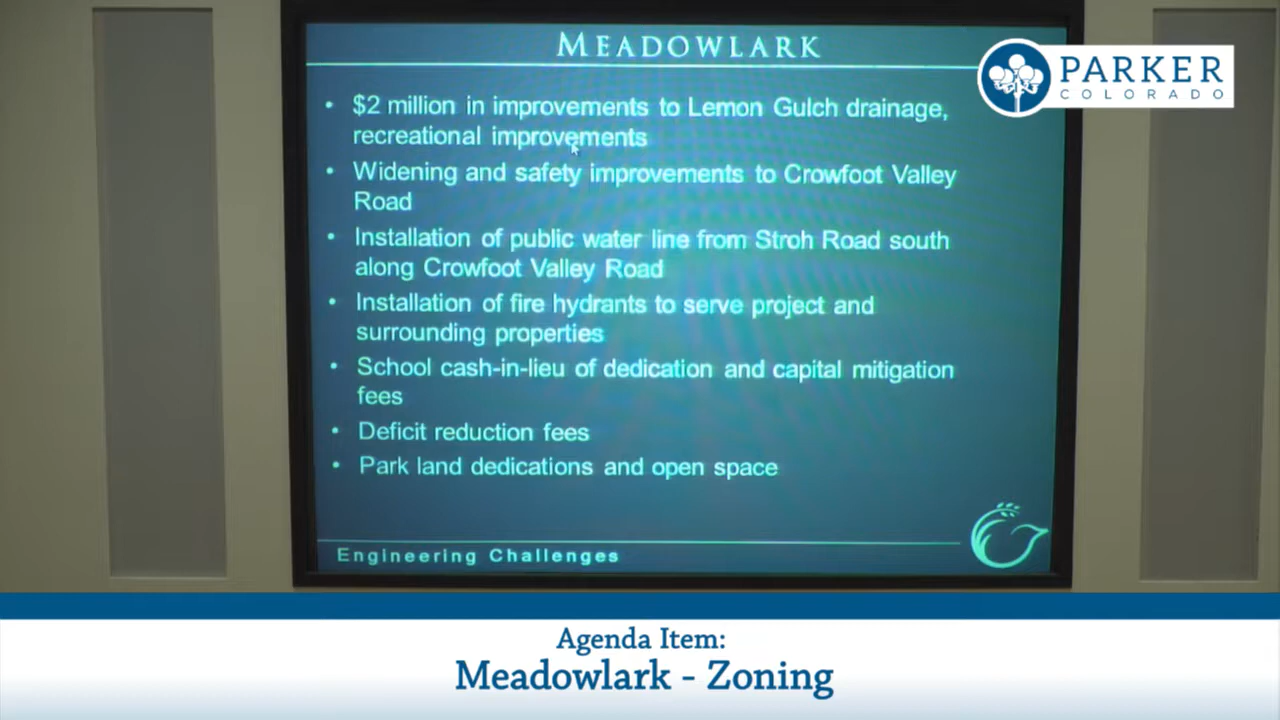 MEADOWLARK
PARKER
COLORADO
• $2 million in improvements to Lemon Gulch drainage,
recreational improvements
• Widening and safety improvements to Crowfoot Valley
Road
• Installation of public water line from Stroh Road south
along Crowfoot Valley Road
• Installation of fire hydrants to serve project and
surrounding properties
• School cash-in-lieu of dedication and capital mitigation
fees
• Deficit reduction fees
• Park land dedications and open space
Engineering Challenges
Agenda Item:
Meadowlark - Zoning